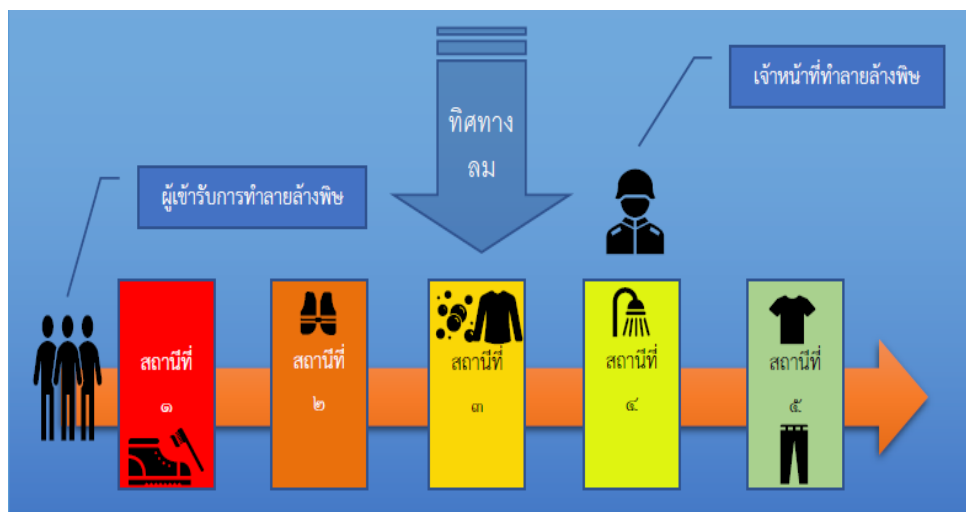 ทิศทาง
ลม
เจ้าหน้าที่ทำลายล้างพิษ
ผู้เข้ารับการทำลายล้างพิษ
สถานีที่
๑
สถานีที่
๒
สถานีที่
๓
สถานีที่
๔
สถานีที่
๕